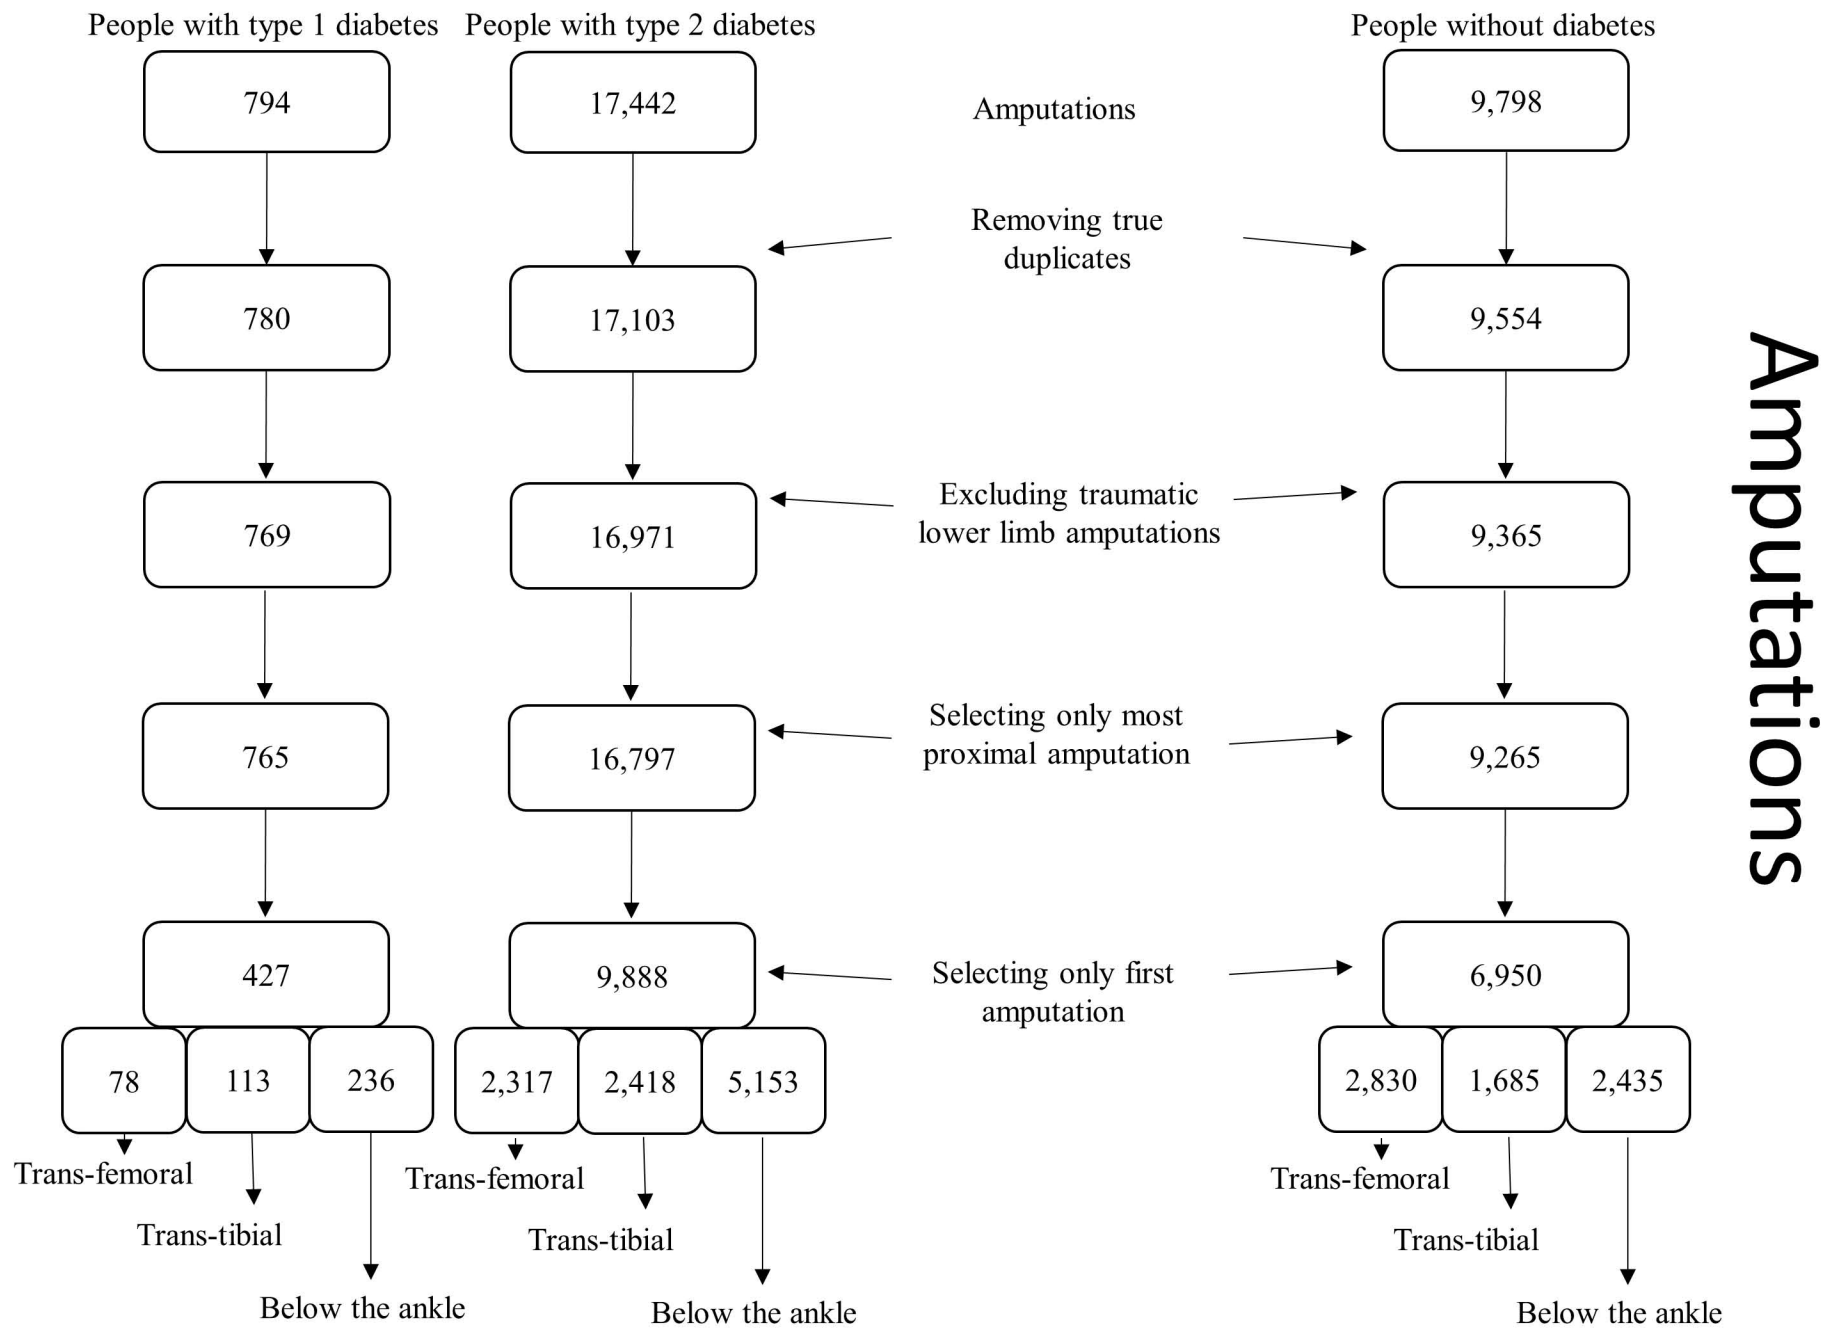 People with type 1 diabetes People with type 2 diabetes People without diabetes
794 17,442 Amputations 9,798
Removing true
duplicates
780 17,103 9,554
Excluding traumatic
lower limb amputations
769 16,971 9,365
Selecting only most
proximal amputation
765 16,797 9,265
Selecting only first
amputation
427 9,888 6,950
78 113 236 2,317 2,418 5,153 2,830 1,685 2,435
Trans-femoral Trans-femoral Trans-femoral
Trans-tibial Trans-tibial Trans-tibial
Below the ankle Below the ankle Below the ankle
Amputations